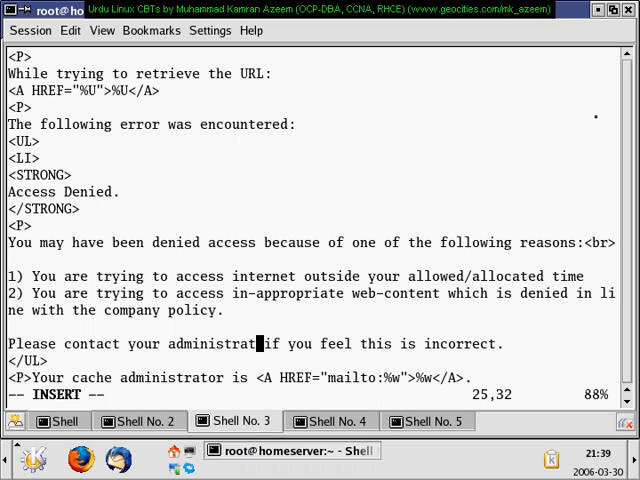 root@ho Urdu Linux CBTs by Muhammad Kamran Azeem (OCP-DBA, CCNA, RHCE) (www.geocities.com/mk_azeem)
Session Edit View Bookmarks Settings Help
<P>
While trying to retrieve the URL:
<A HREF="%U">%U</A>
<P>
The following error was encountered:
<UL>
<LI>
<STRONG>
Access Denied.
</STRONG>
<P>
You may have been denied access because of one of the following reasons:<br>
1) You are trying to access internet outside your allowed/allocated time
2) You are trying to access in-appropriate web-content which is denied in li
ne with the company policy.
Please contact your administrat if you feel this is incorrect.
</UL>
<P>Your cache administrator is <A HREF="mailto:%w">%w</A>.
-- INSERT -- 25,32 88%
Shell Shell No. 2 Shell No. 3 Shell No. 4 Shell No. 5
root@homeserver:~ - Shell
21:39
2006-03-30